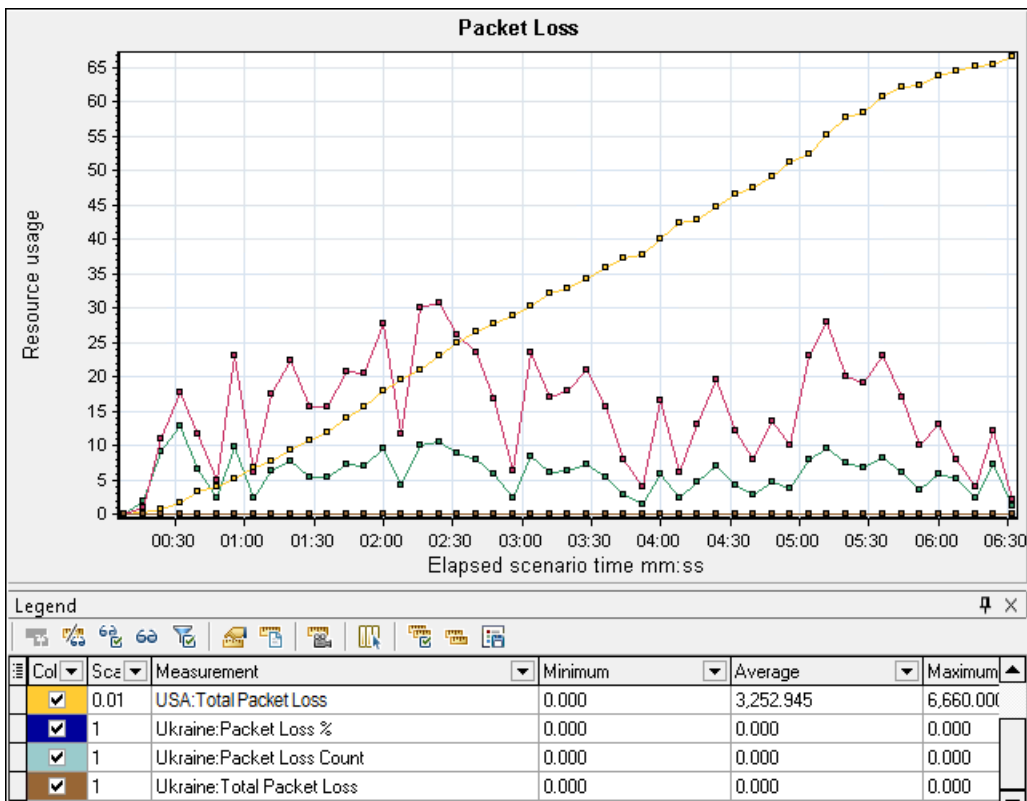 Packet Loss
65
60
55
50
45
40
35
30
25
20
15
10
5
0
Resource usage
00:30 01:00 01:30 02:00 02:30 03:00 03:30 04:00 04:30 05:00 05:30 06:00 06:30
Elapsed scenario time mm:ss
Legend
Col Sca Measurement Minimum Average Maximum
0.01 USA:Total Packet Loss 0.000 3,252.945 6,660.000
1 Ukraine:Packet Loss % 0.000 0.000 0.000
1 Ukraine:Packet Loss Count 0.000 0.000 0.000
1 Ukraine:Total Packet Loss 0.000 0.000 0.000